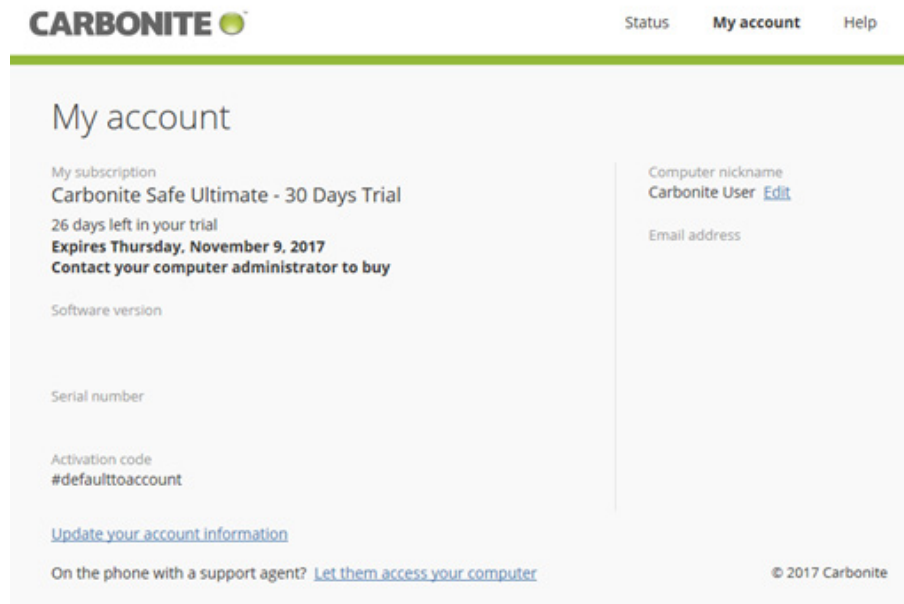 CARBONITE
Status My account Help
My account
My subscription
Carbonite Safe Ultimate - 30 Days Trial
26 days left in your trial
Expires Thursday, November 9, 2017
Contact your computer administrator to buy
Software version
Serial number
Activation code
#defaulttoaccount
Computer nickname
Carbonite User Edit
Email address
Update your account information
On the phone with a support agent? Let them access your computer
© 2017 Carbonite